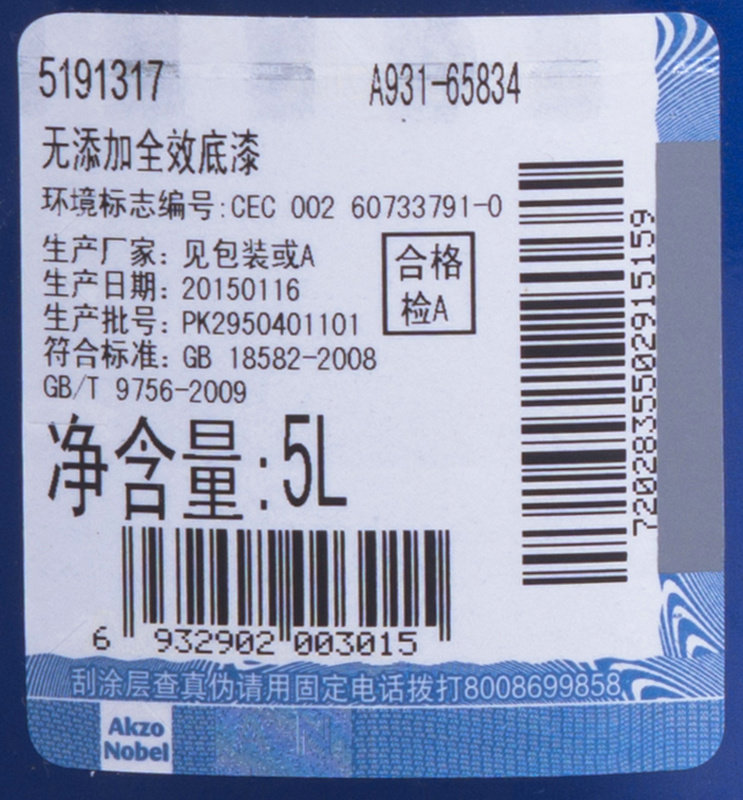 5191317
A931-65834
无添加全效底漆
环境标志编号:CEC 002 60733791-0
生产厂家: 见包装或A
生产日期: 20150116
生产批号: PK2950401101
合格
检A
符合标准: GB 18582-2008
GB/T 9756-2009
净含量:5L
6 932902 003015
7202835502915159
刮涂层查真伪请用固定电话拨打8008699858
Akzo
Nobel